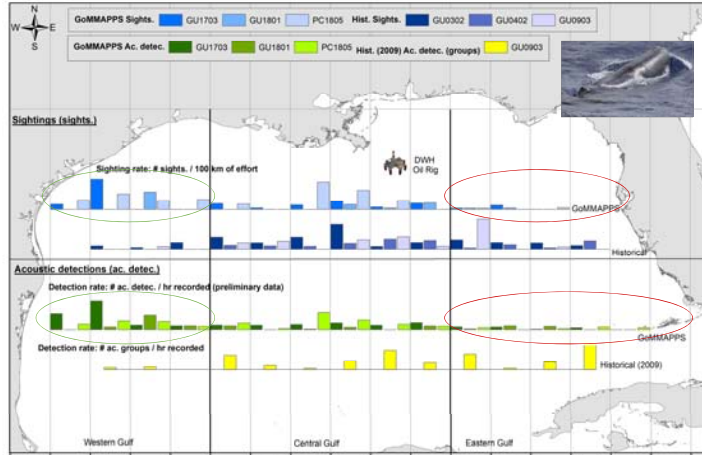 N
W E
S
GoMMAPPS Sights. GU1703 GU1801 PC1805 Hist. Sights. GU0302 GU0402 GU0903
GoMMAPPS Ac. detec. GU1703 GU1801 PC1805 Hist. (2009) Ac. detec. (groups) GU0903
Sightings (sights.)
Sighting rate: # sights. / 100 km of effort
DWH
Oil Rig
GoMMAPPS
Historical
Acoustic detections (ac. detec.)
Detection rate: # ac. detec. / hr recorded (preliminary data)
GoMMAPPS
Detection rate: # ac. groups / hr recorded
Historical (2009)
Western Gulf Central Gulf Eastern Gulf